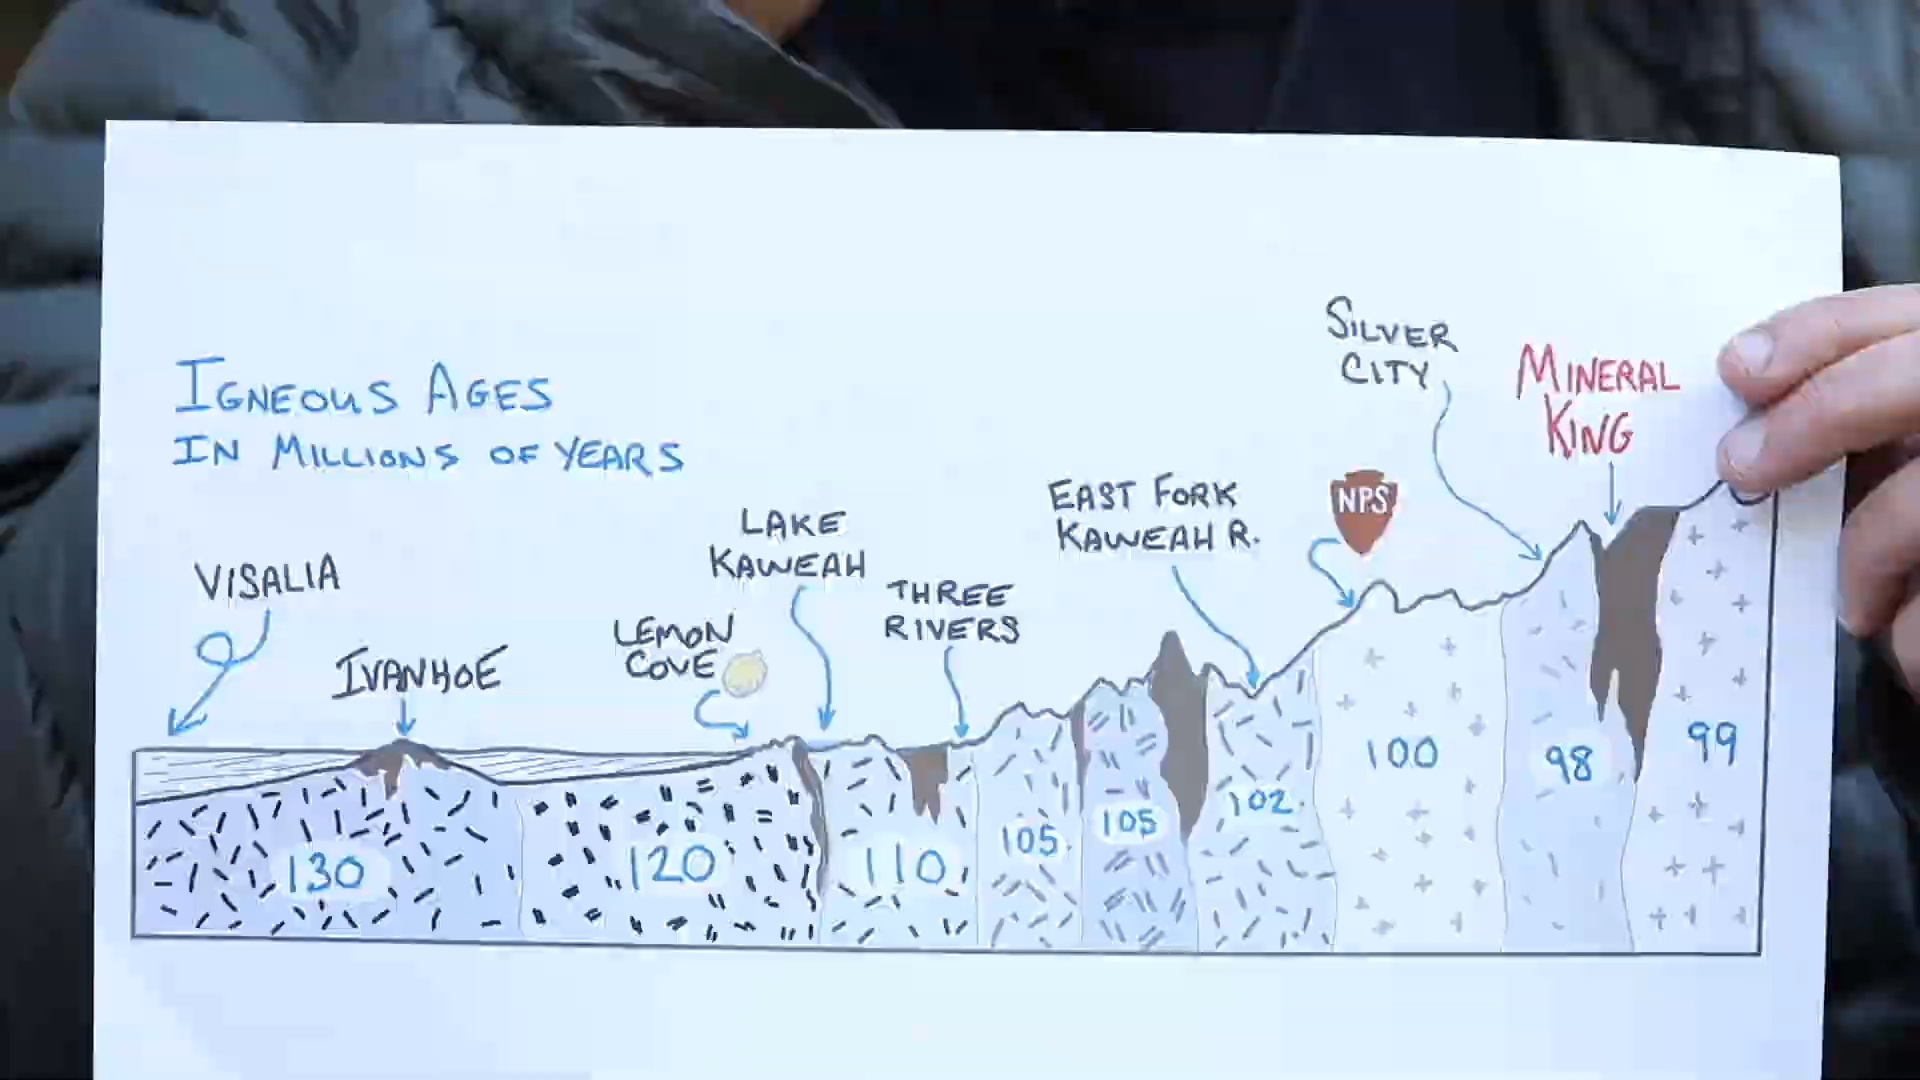 IGNEOUS AGES
IN MILLIONS OF YEARS
VISALIA
IVANHOE
LEMON
COVE
LAKE
KAWEAH
THREE
RIVERS
EAST FORK
KAWEAH R.
NPS
SILVER
CITY
MINERAL
KING
130
120
110
105
105
102
100
98
99